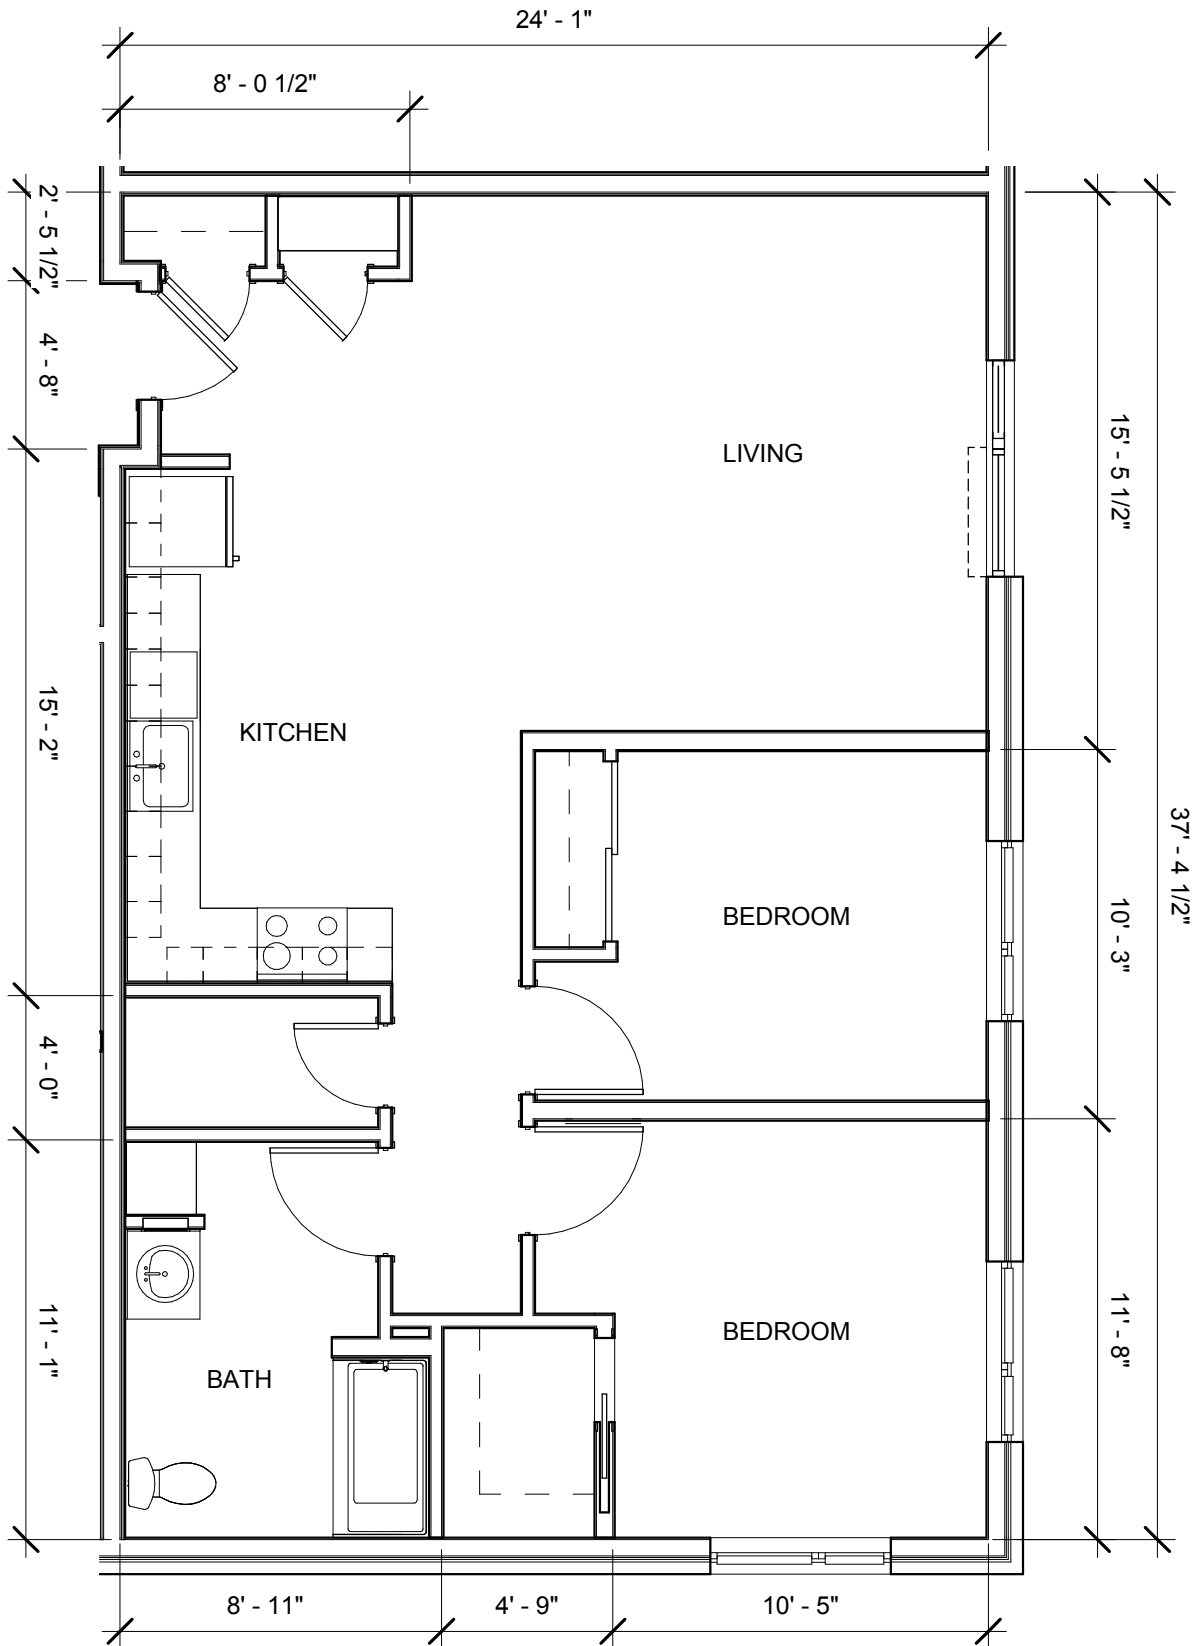 24' - 1"
8' - 0 1/2"
2' - 5 1/2"
4' - 8"
LIVING
15' - 5 1/2"
15' - 2"
KITCHEN
37' - 4 1/2"
BEDROOM
10' - 3"
4' - 0"
BEDROOM
11' - 8"
11' - 1"
BATH
8' - 11"
4' - 9"
10' - 5"